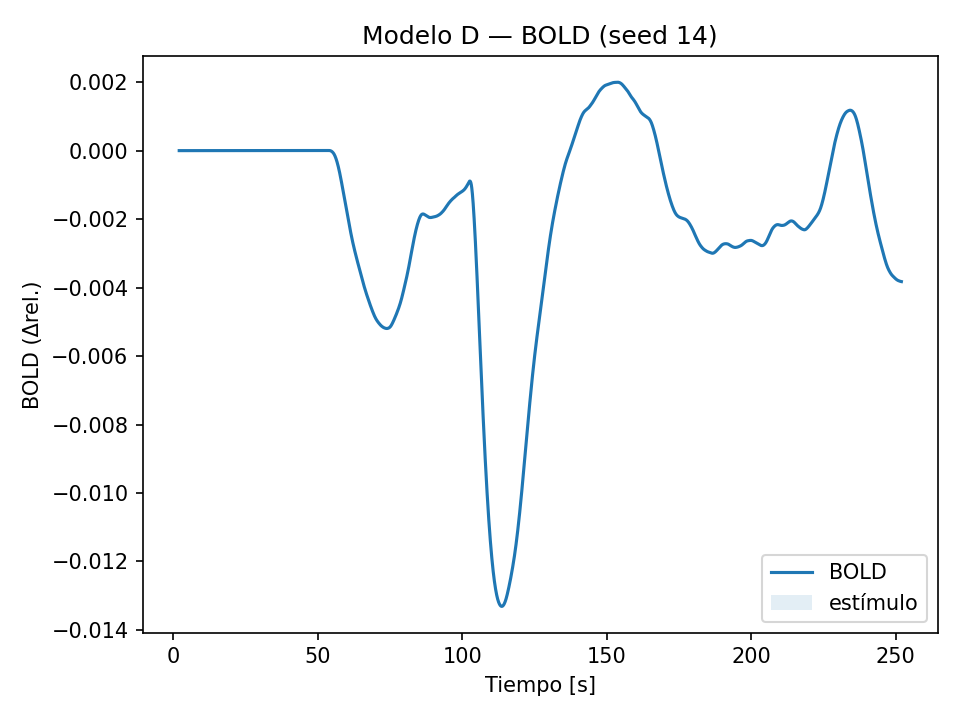 Modelo D — BOLD (seed 14)
BOLD (Δrel.)
0.002
0.000
−0.002
−0.004
−0.006
−0.008
−0.010
−0.012
−0.014
0 50 100 150 200 250
Tiempo [s]
BOLD
estímulo